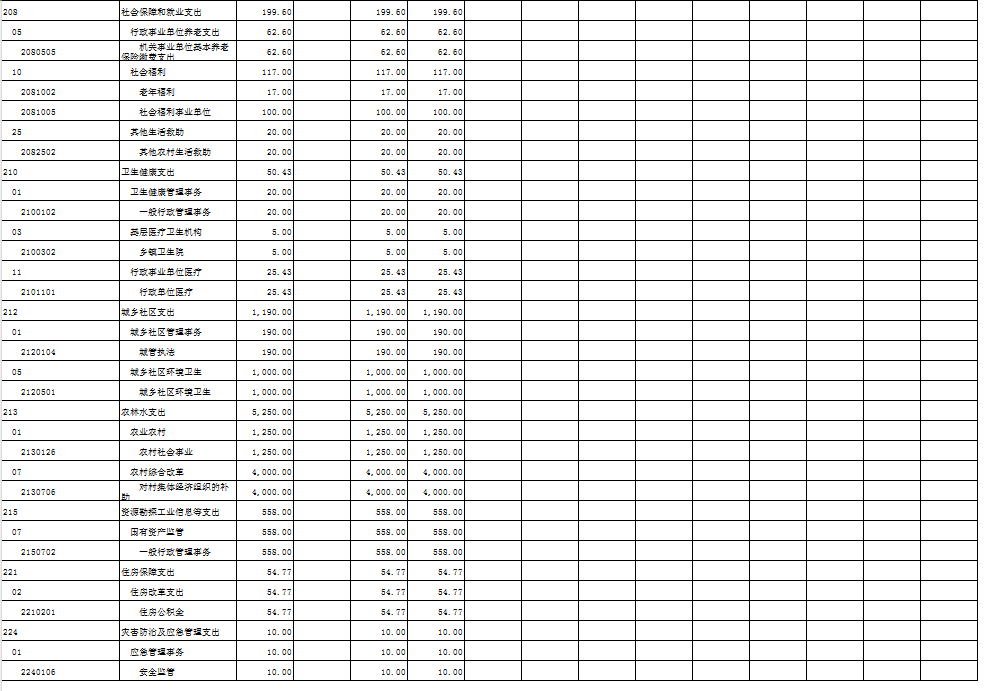 208 社会保障和就业支出 199.60 199.60 199.60
05 行政事业单位养老支出 62.60 62.60 62.60
2080505 机关事业单位基本养老保险缴费支出 62.60 62.60 62.60
10 社会福利 117.00 117.00 117.00
2081002 老年福利 17.00 17.00 17.00
2081005 社会福利事业单位 100.00 100.00 100.00
25 其他生活救助 20.00 20.00 20.00
2082502 其他农村生活救助 20.00 20.00 20.00
210 卫生健康支出 50.43 50.43 50.43
01 卫生健康管理事务 20.00 20.00 20.00
2100102 一般行政管理事务 20.00 20.00 20.00
03 基层医疗卫生机构 5.00 5.00 5.00
2100302 乡镇卫生院 5.00 5.00 5.00
11 行政事业单位医疗 25.43 25.43 25.43
2101101 行政单位医疗 25.43 25.43 25.43
212 城乡社区支出 1,190.00 1,190.00 1,190.00
01 城乡社区管理事务 190.00 190.00 190.00
2120104 城管执法 190.00 190.00 190.00
05 城乡社区环境卫生 1,000.00 1,000.00 1,000.00
2120501 城乡社区环境卫生 1,000.00 1,000.00 1,000.00
213 农林水支出 5,250.00 5,250.00 5,250.00
01 农业农村 1,250.00 1,250.00 1,250.00
2130126 农村社会事业 1,250.00 1,250.00 1,250.00
07 农村综合改革 4,000.00 4,000.00 4,000.00
2130706 对村集体经济组织的补助 4,000.00 4,000.00 4,000.00
215 资源勘探工业信息等支出 558.00 558.00 558.00
07 国有资产监管 558.00 558.00 558.00
2150702 一般行政管理事务 558.00 558.00 558.00
221 住房保障支出 54.77 54.77 54.77
02 住房改革支出 54.77 54.77 54.77
2210201 住房公积金 54.77 54.77 54.77
224 灾害防治及应急管理支出 10.00 10.00 10.00
01 应急管理事务 10.00 10.00 10.00
2240106 安全监管 10.00 10.00 10.00